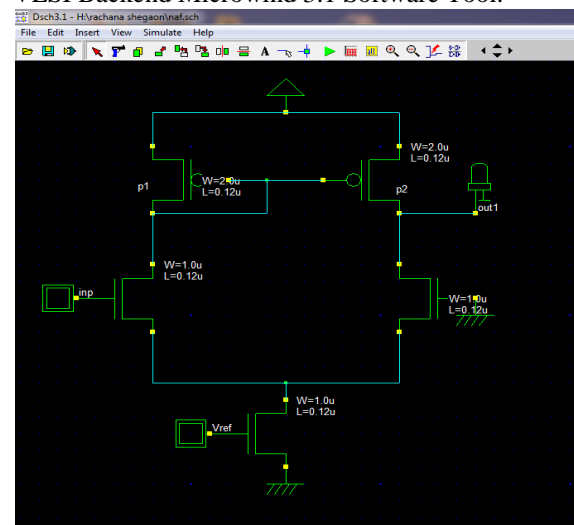 VLSI Backend Microwind 3.1 Software Tool.
Dsch3.1 - H:\rachana shegaon\naf.sch
File Edit Insert View Simulate Help
A
W=2.0u
L=0.12u
W=2.0u
L=0.12u
p1
p2
out1
W=1.0u
L=0.12u
inp
W=1.0u
L=0.12u
W=1.0u
L=0.12u
Vref